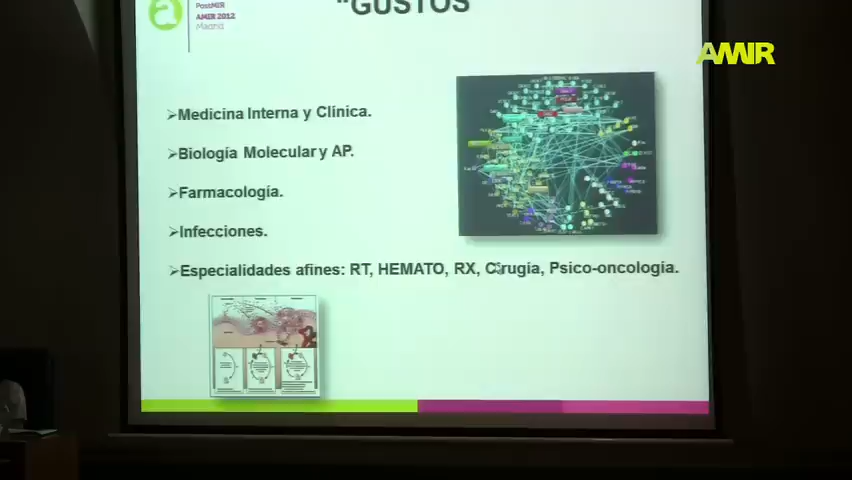 PostMIR
AMIR 2012
Madrid
"GUSTOS
AMIR
➢Medicina Interna y Clínica.
➢Biología Molecular y AP.
➢Farmacología.
➢Infecciones.
➢Especialidades afines: RT, HEMATO, RX, Cirugía, Psico-oncología.